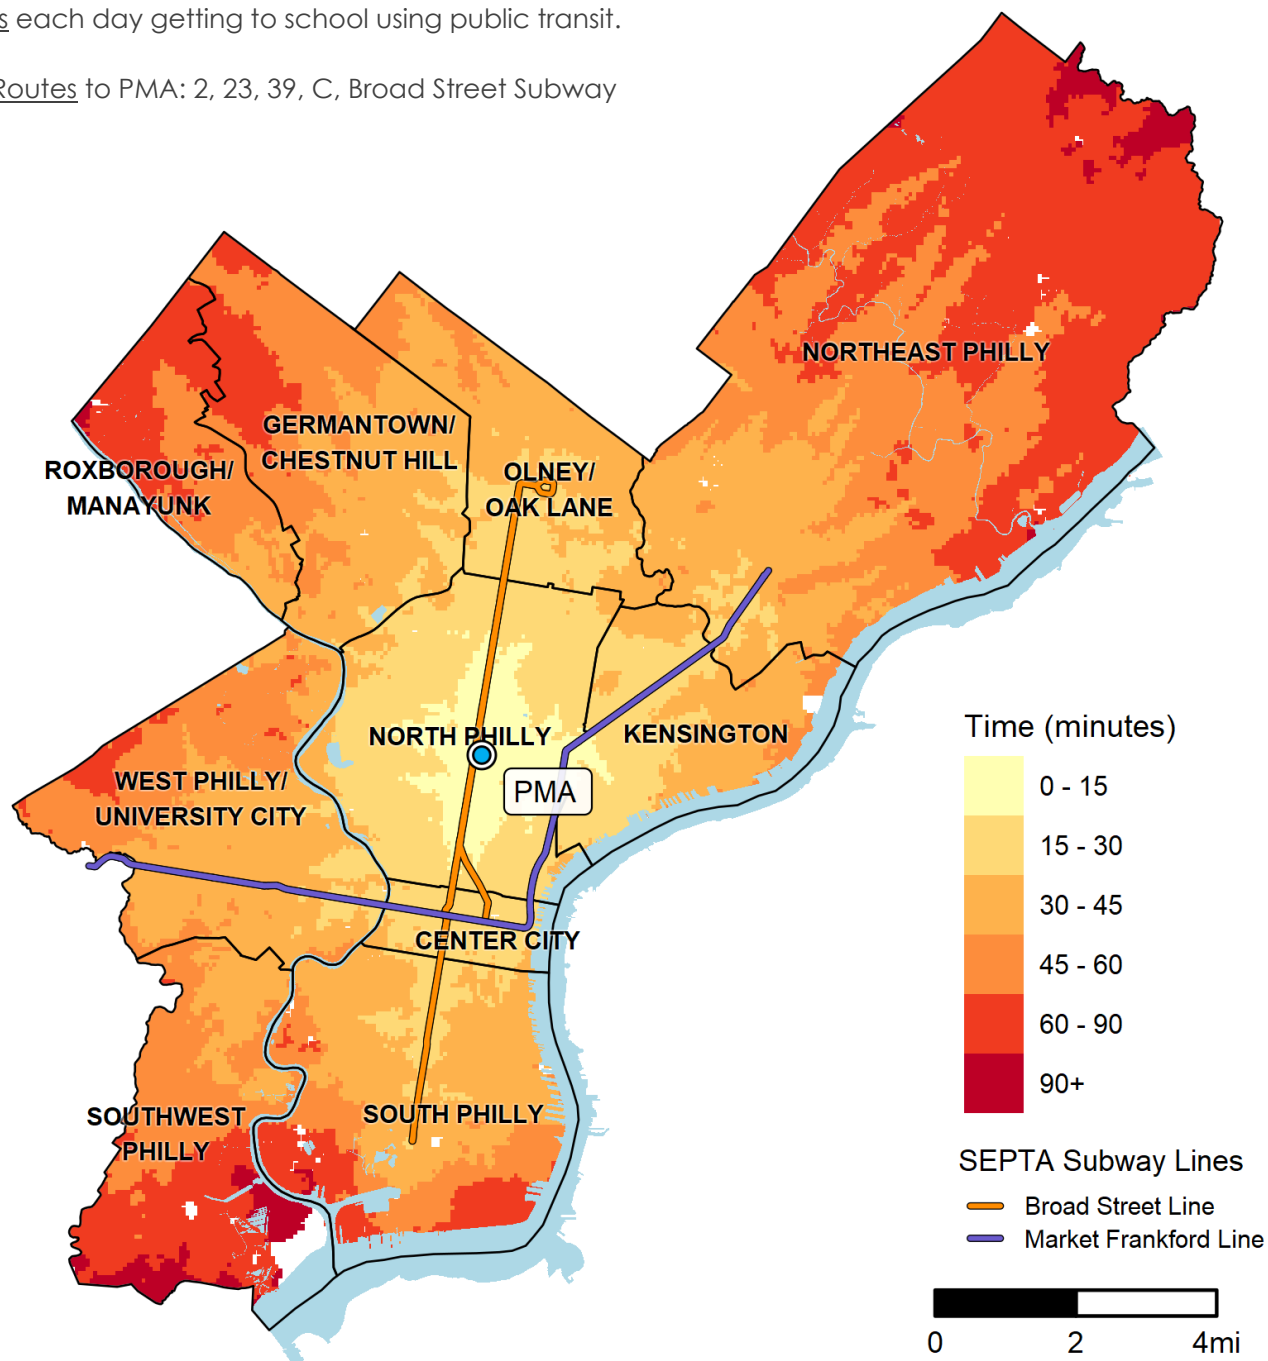 s each day getting to school using public transit.
Routes to PMA: 2, 23, 39, C, Broad Street Subway
NORTHEAST PHILLY
GERMANTOWN/
CHESTNUT HILL
ROXBOROUGH/
MANAYUNK
OLNEY/
OAK LANE
NORTH PHILLY
KENSINGTON
PMA
WEST PHILLY/
UNIVERSITY CITY
CENTER CITY
SOUTHWEST
PHILLY
SOUTH PHILLY
Time (minutes)
0 - 15
15 - 30
30 - 45
45 - 60
60 - 90
90+
SEPTA Subway Lines
Broad Street Line
Market Frankford Line
0 2 4mi